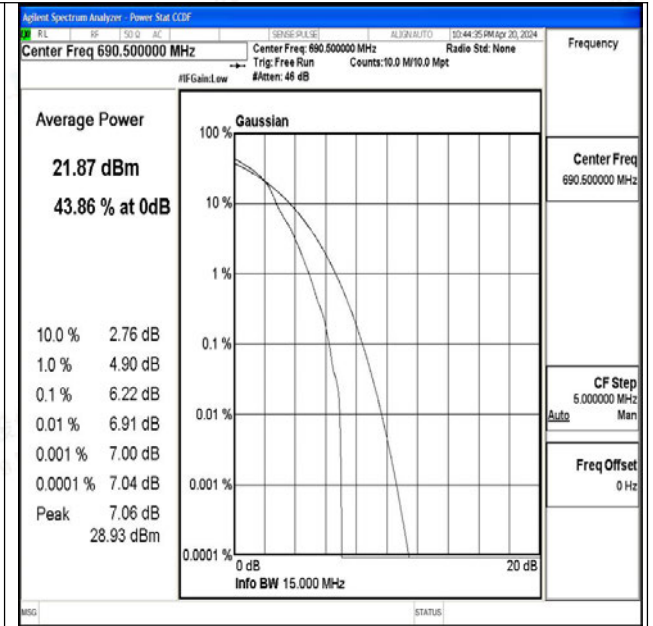 Agilent Spectrum Analyzer - Power Stat CCDF
RL RF 50 Ω AC SENSE:PULSE ALIGN AUTO 10:44:35 PM Apr 20, 2024
Center Freq 690.500000 MHz
Center Freq: 690.500000 MHz Radio Std: None
Trig: Free Run Counts:10.0 M/10.0 Mpt
#IFGain:Low #Atten: 46 dB
Frequency
Average Power
21.87 dBm
43.86 % at 0dB
10.0 % 2.76 dB
1.0 % 4.90 dB
0.1 % 6.22 dB
0.01 % 6.91 dB
0.001 % 7.00 dB
0.0001 % 7.04 dB
Peak 7.06 dB
28.93 dBm
Gaussian
100 %
10 %
1 %
0.1 %
0.01 %
0.001 %
0.0001 %
0 dB 20 dB
Info BW 15.000 MHz
Center Freq
690.500000 MHz
CF Step
5.000000 MHz
Auto Man
Freq Offset
0 Hz
MSG STATUS